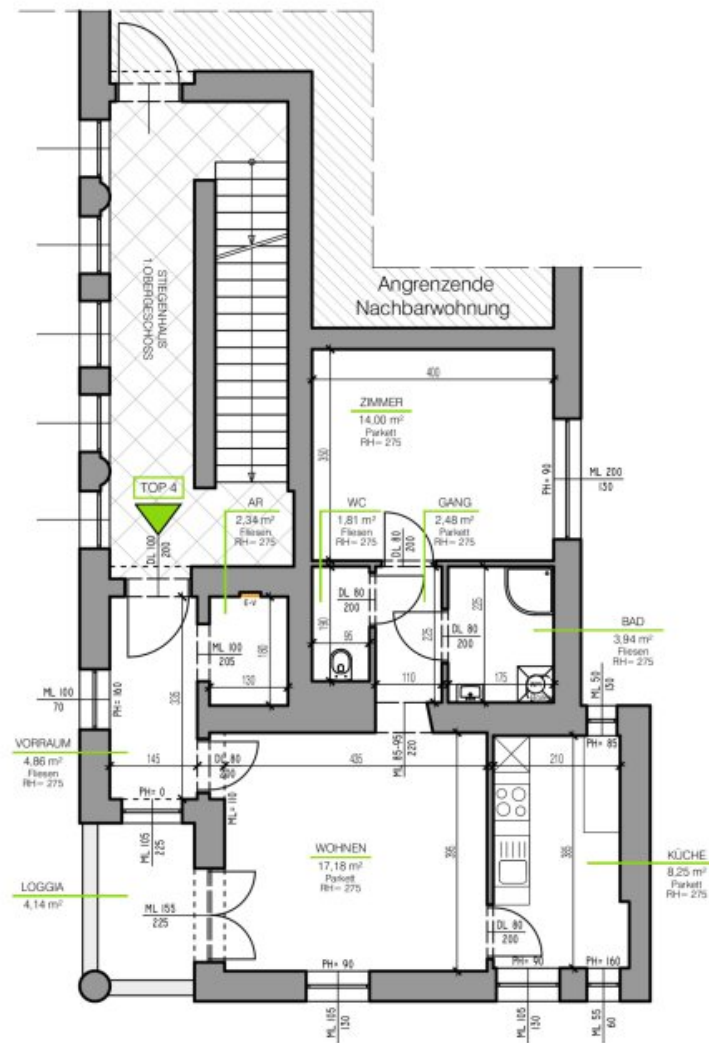 Angrenzende
Nachbarwohnung
STIEGENHAUS
1.OBERGESCHOSS
400
ZIMMER
14,00 m²
Parkett
RH= 275
350
PH= 90
ML 200
130
TOP 4
DL 100
200
AR
2,34 m²
Fliesen
RH= 275
WC
1,81 m²
Fliesen
RH= 275
GANG
2,48 m²
Parkett
RH= 275
DL 80
200
E-V
DL 80
200
190
95
225
DL 80
200
225
BAD
3,94 m²
Fliesen
RH= 275
ML 100
205
180
130
110
175
ML 50
130
ML 100
70
PH= 160
335
VORRAUM
4,86 m²
Fliesen
RH= 275
145
DL 80
200
ML= 110
435
ML 85-95
220
210
PH= 85
PH= 0
ML 105
225
WOHNEN
17,18 m²
Parkett
RH= 275
395
395
KÜCHE
8,25 m²
Parkett
RH= 275
LOGGIA
4,14 m²
ML 155
225
DL 80
200
PH= 90
PH= 90
PH= 160
ML 105
130
ML 105
130
ML 55
60